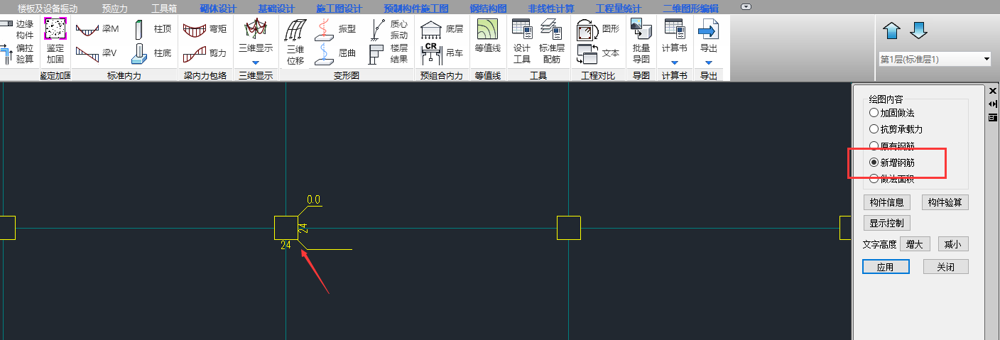 楼板及设备振动 预应力 工具箱 砌体设计 基础设计 施工图设计 预制构件施工图 钢结构图 非线性计算 工程量统计 二维图形编辑
边缘
构件
偏拉
验算
鉴定
加固
梁M
梁V
柱顶
柱底
弯矩
剪力
三维显示
三维
位移
振型
屈曲
质心
振动
楼层
结果
底层
CR
吊车
等值线
设计
工具
标准层
配筋
图形
文本
批量
导图
计算书
导出
鉴定加固 标准内力 梁内力包络 三维显示 变形图 预组合内力 等值线 工具 工程对比 导图 计算书 导出
第1层(标准层1)
0.0
24
24
绘图内容
加固做法
抗剪承载力
原有钢筋
新增钢筋
做法面积
构件信息 构件验算
显示控制
文字高度 增大 减小
应用 关闭